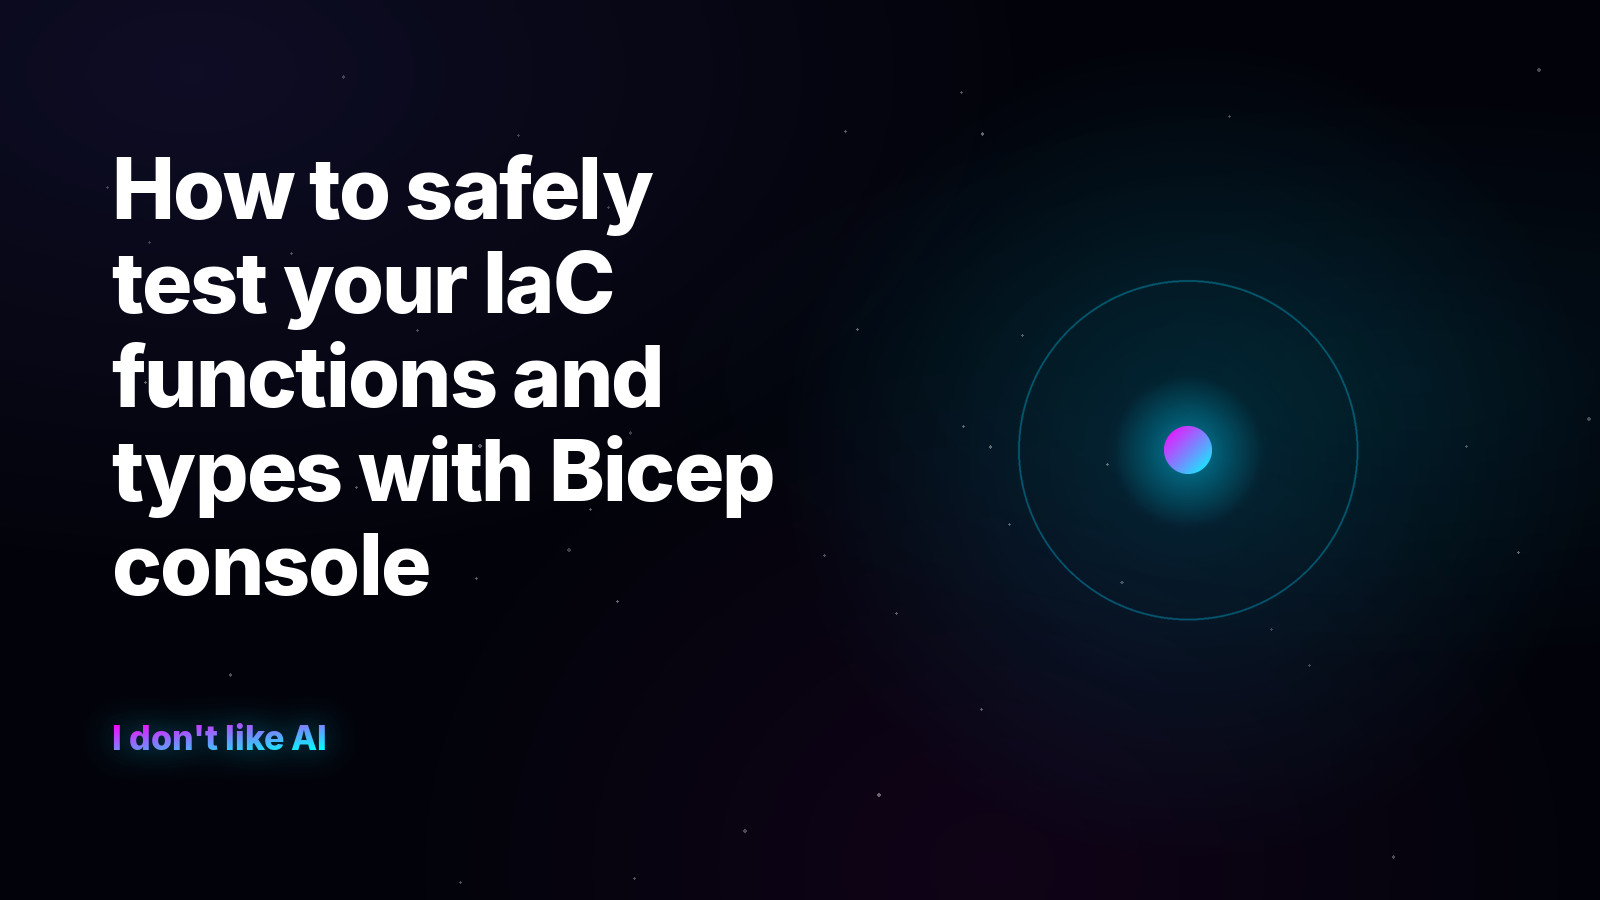 How to safely
test your IaC
functions and
types with Bicep
console
I don't like AI